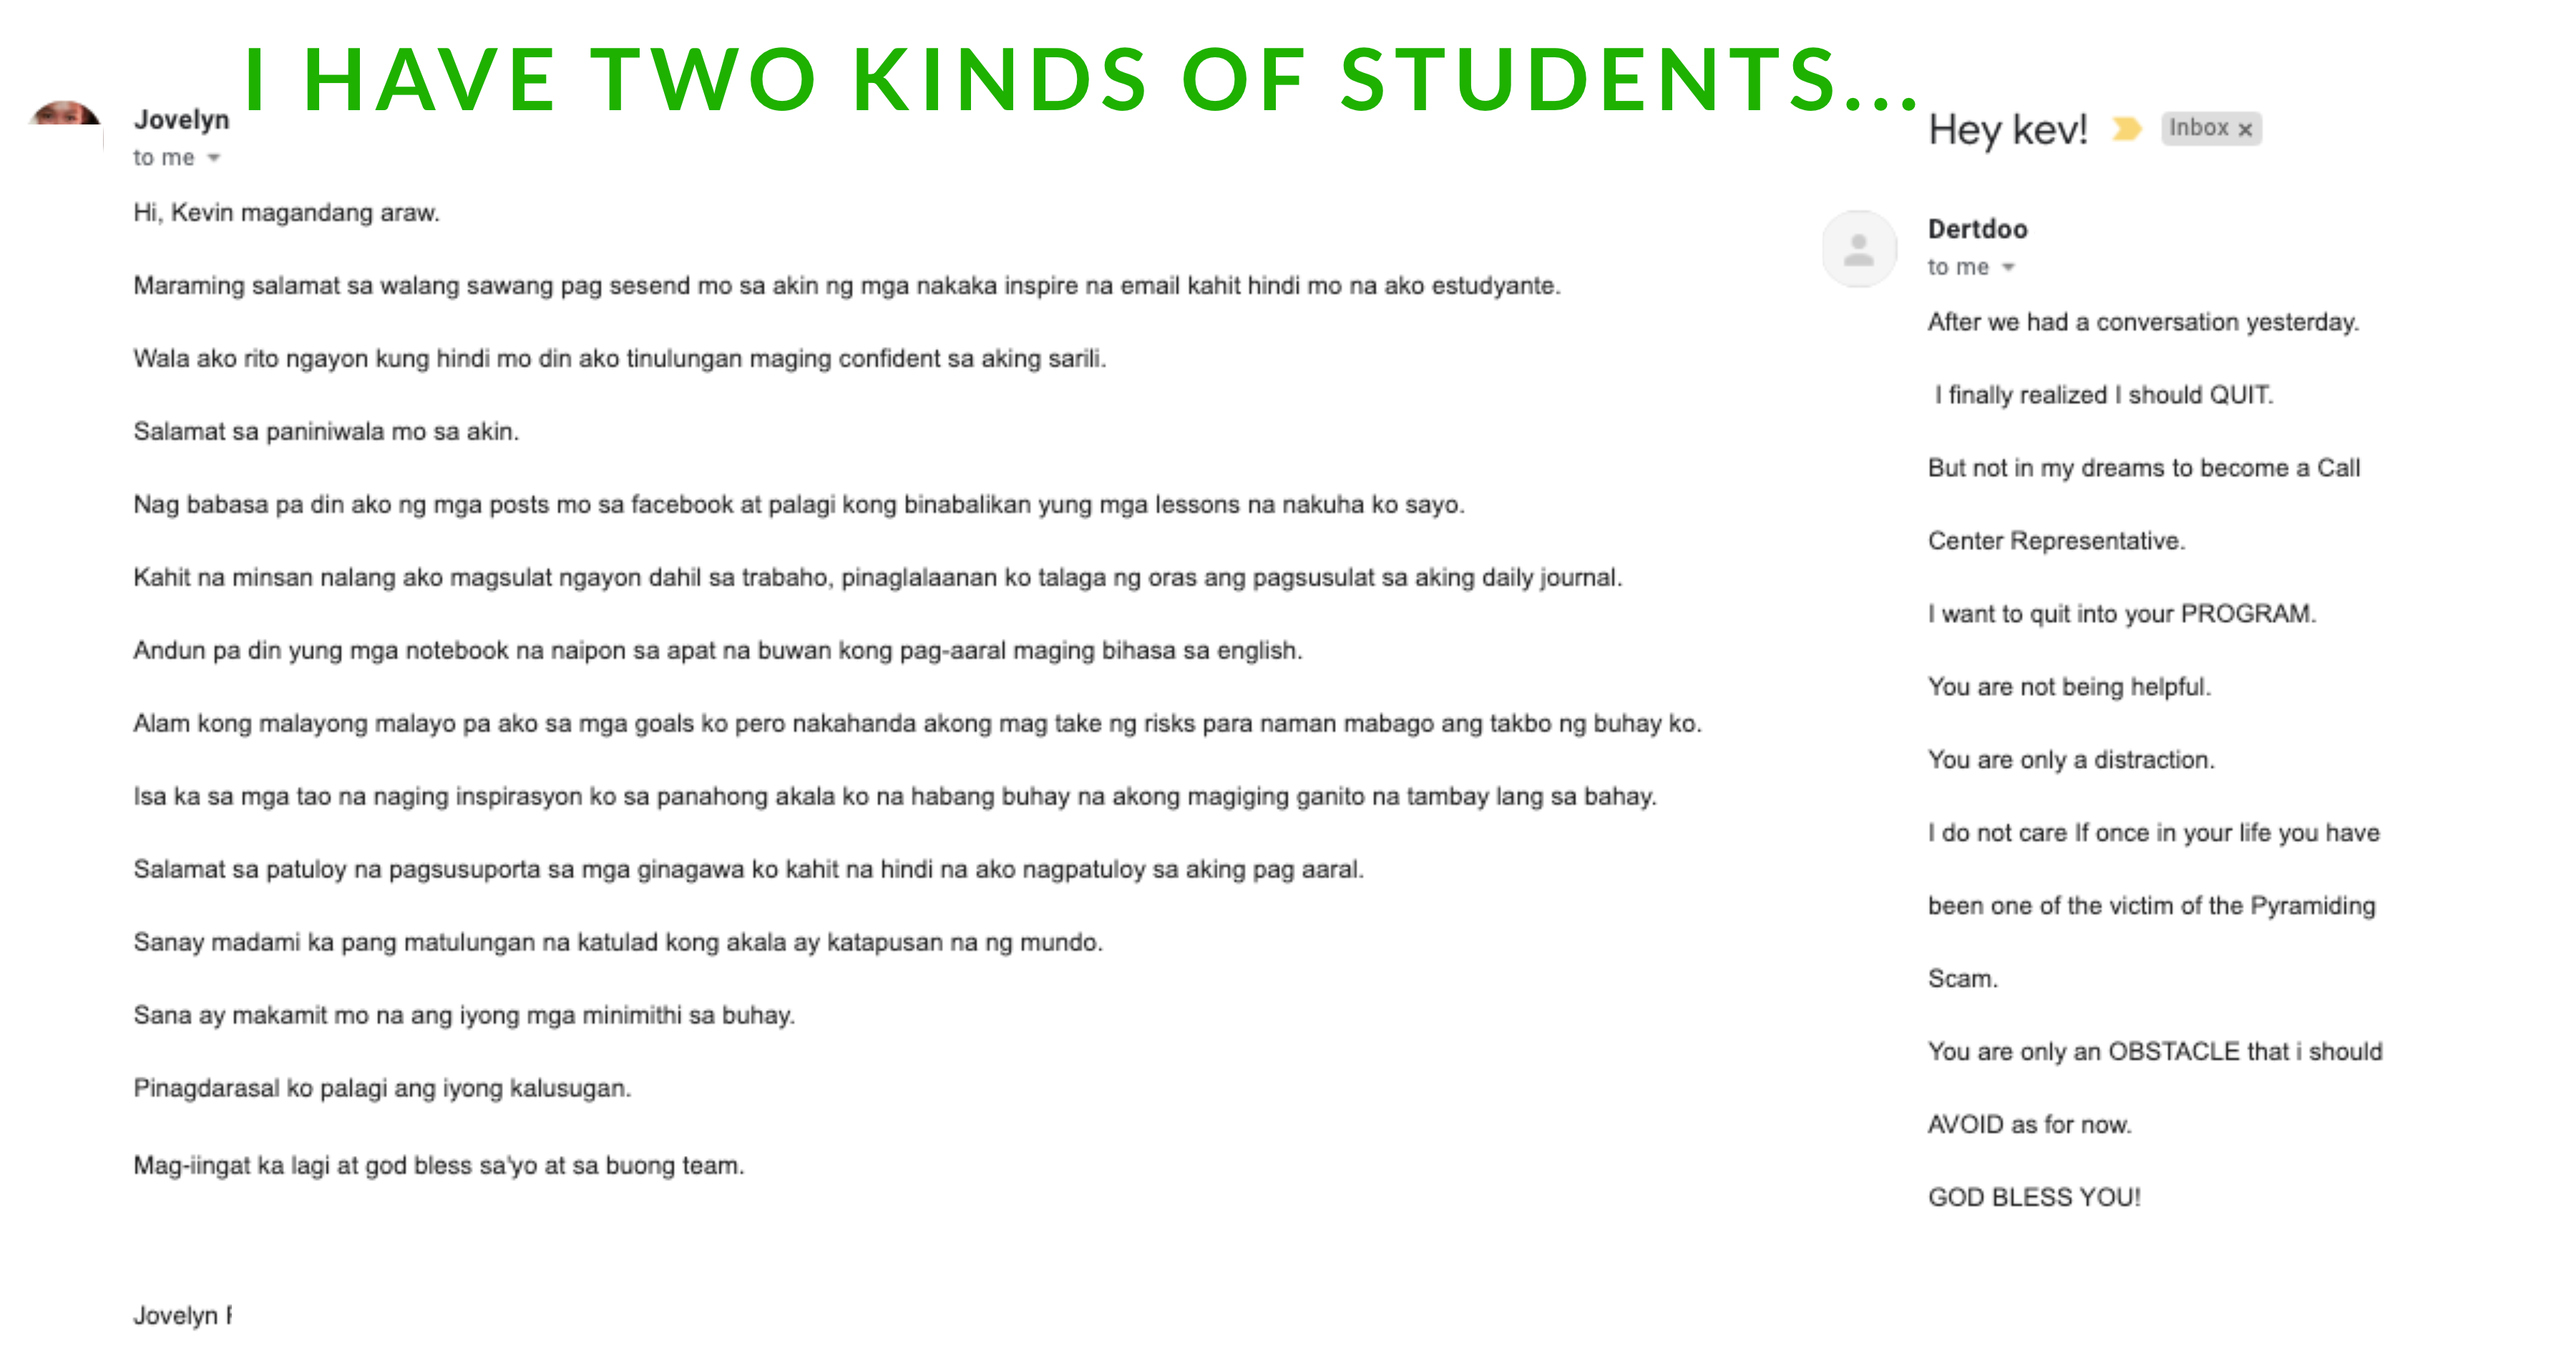 I HAVE TWO KINDS OF STUDENTS...
Jovelyn
to me
Hi, Kevin magandang araw.
Maraming salamat sa walang sawang pag sesend mo sa akin ng mga nakaka inspire na email kahit hindi mo na ako estudyante.
Wala ako rito ngayon kung hindi mo din ako tinulungan maging confident sa aking sarili.
Salamat sa paniniwala mo sa akin.
Nag babasa pa din ako ng mga posts mo sa facebook at palagi kong binabalikan yung mga lessons na nakuha ko sayo.
Kahit na minsan nalang ako magsulat ngayon dahil sa trabaho, pinaglalaanan ko talaga ng oras ang pagsusulat sa aking daily journal.
Andun pa din yung mga notebook na naipon sa apat na buwan kong pag-aaral maging bihasa sa english.
Alam kong malayong malayo pa ako sa mga goals ko pero nakahanda akong mag take ng risks para naman mabago ang takbo ng buhay ko.
Isa ka sa mga tao na naging inspirasyon ko sa panahong akala ko na habang buhay na akong magiging ganito na tambay lang sa bahay.
Salamat sa patuloy na pagsusuporta sa mga ginagawa ko kahit na hindi na ako nagpatuloy sa aking pag aaral.
Sanay madami ka pang matulungan na katulad kong akala ay katapusan na ng mundo.
Sana ay makamit mo na ang iyong mga minimithi sa buhay.
Pinagdarasal ko palagi ang iyong kalusugan.
Mag-iingat ka lagi at god bless sa'yo at sa buong team.
Jovelyn
Hey kev!
Inbox x
Dertdoo
to me
After we had a conversation yesterday.
I finally realized I should QUIT.
But not in my dreams to become a Call
Center Representative.
I want to quit into your PROGRAM.
You are not being helpful.
You are only a distraction.
I do not care If once in your life you have
been one of the victim of the Pyramiding
Scam.
You are only an OBSTACLE that i should
AVOID as for now.
GOD BLESS YOU!